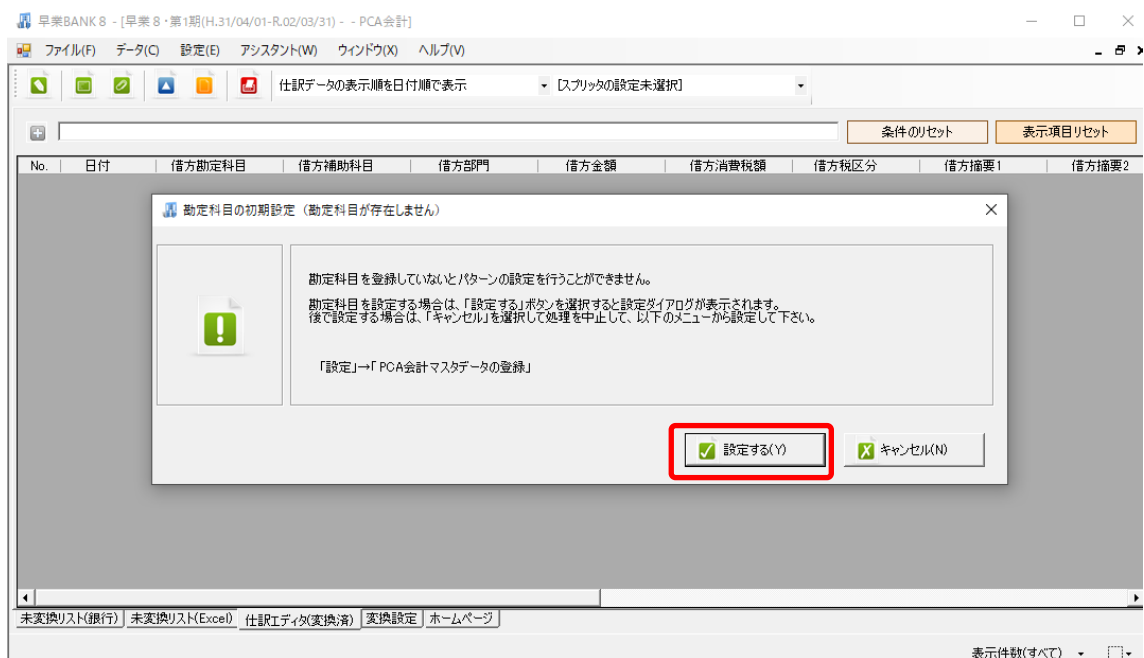 早業BANK 8 - [早業 8・第1期(H.31/04/01-R.02/03/31) - - PCA会計]
ファイル(F) データ(C) 設定(E) アシスタント(W) ウィンドウ(X) ヘルプ(V)
仕訳データの表示順を日付順で表示 [スプリッタの設定未選択]
条件のリセット 表示項目リセット
No. 日付 借方勘定科目 借方補助科目 借方部門 借方金額 借方消費税額 借方税区分 借方摘要1 借方摘要2
勘定科目の初期設定（勘定科目が存在しません）
勘定科目を登録していないとパターンの設定を行うことができません。
勘定科目を設定する場合は、「設定する」ボタンを選択すると設定ダイアログが表示されます。
後で設定する場合は、「キャンセル」を選択して処理を中止して、以下のメニューから設定して下さい。
「設定」→「PCA会計マスタデータの登録」
設定する(Y) キャンセル(N)
未変換リスト(銀行) 未変換リスト(Excel) 仕訳エディタ(変換済) 変換設定 ホームページ
表示件数(すべて)